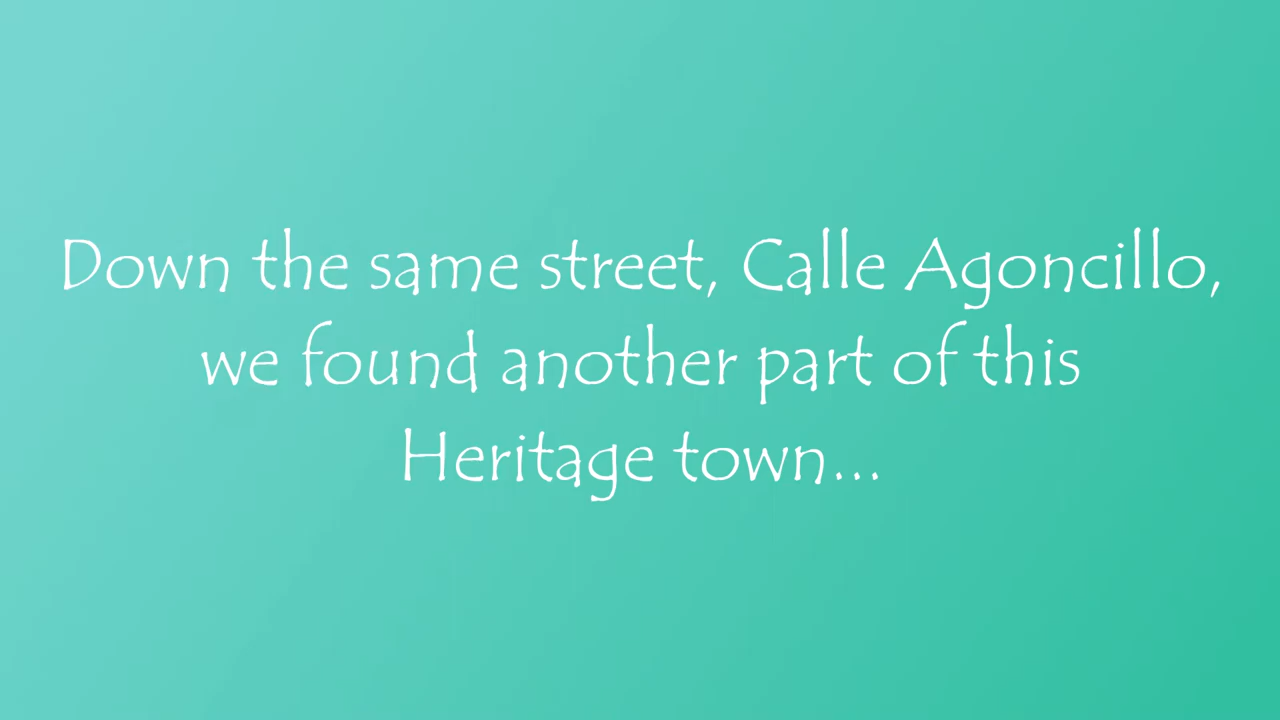 Down the same street, Calle Agoncillo,
we found another part of this
Heritage town...